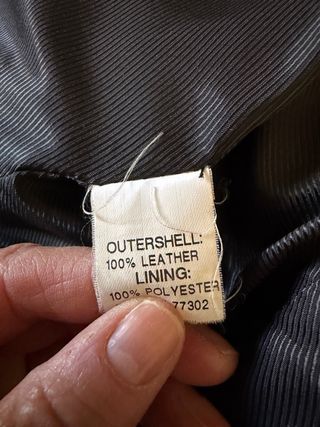 OUTERSHELL:
100% LEATHER
LINING:
100% POLYESTER
77302